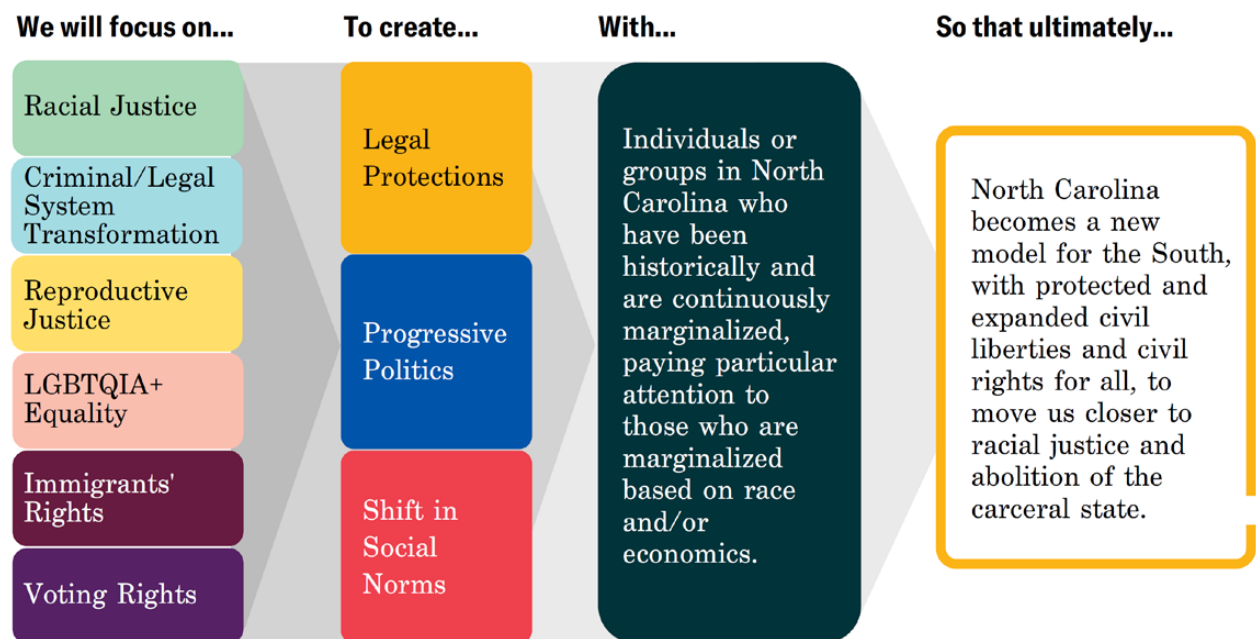 We will focus on...
Racial Justice
Criminal/Legal
System
Transformation
Reproductive
Justice
LGBTQIA+
Equality
Immigrants'
Rights
Voting Rights
To create...
Legal
Protections
Progressive
Politics
Shift in
Social
Norms
With...
Individuals or
groups in North
Carolina who
have been
historically and
are continuously
marginalized,
paying particular
attention to
those who are
marginalized
based on race
and/or
economics.
So that ultimately...
North Carolina
becomes a new
model for the South,
with protected and
expanded civil
liberties and civil
rights for all, to
move us closer to
racial justice and
abolition of the
carceral state.